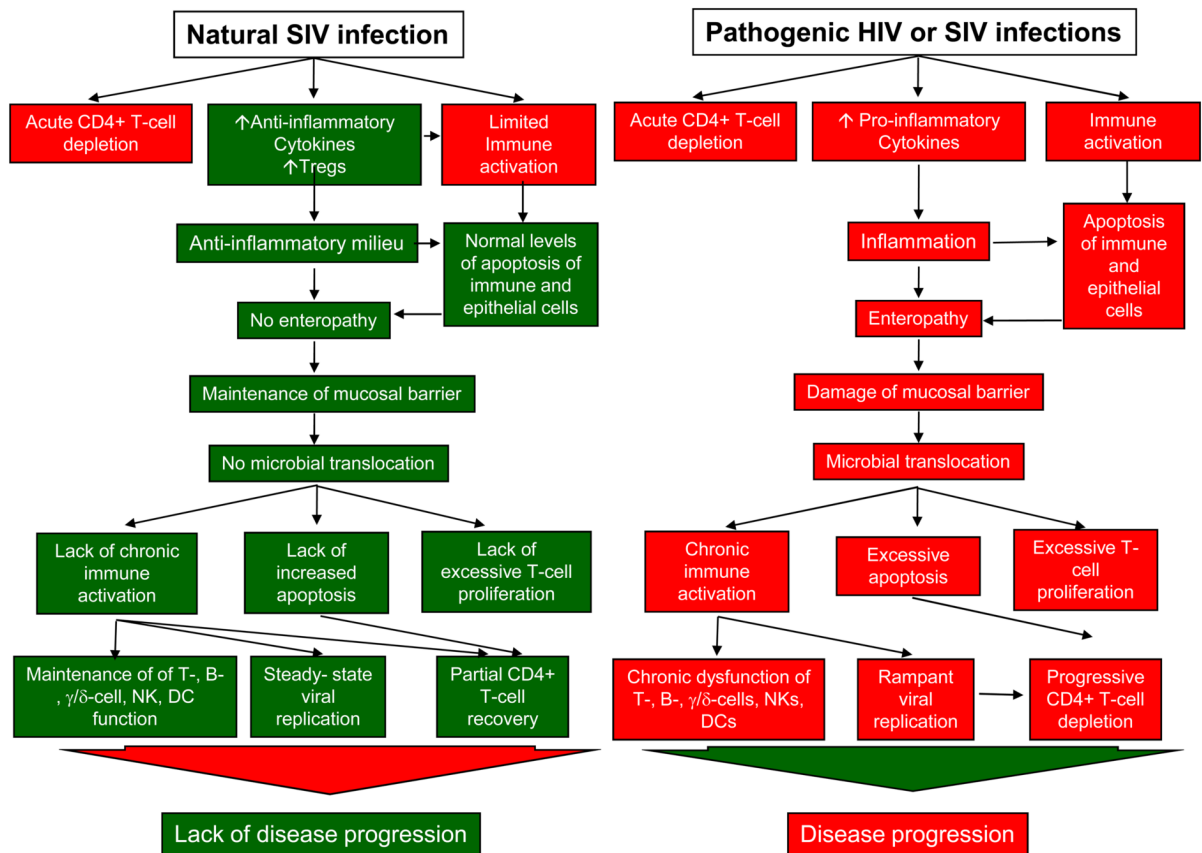 Natural SIV infection
Acute CD4+ T-cell
depletion
↑Anti-inflammatory
Cytokines
↑Tregs
Limited
Immune
activation
Anti-inflammatory milieu
Normal levels
of apoptosis of
immune and
epithelial cells
No enteropathy
Maintenance of mucosal barrier
No microbial translocation
Lack of chronic
immune
activation
Lack of
increased
apoptosis
Lack of
excessive T-cell
proliferation
Maintenance of of T-, B-
, γ/δ-cell, NK, DC
function
Steady- state
viral
replication
Partial CD4+
T-cell
recovery
Lack of disease progression
Pathogenic HIV or SIV infections
Acute CD4+ T-cell
depletion
↑ Pro-inflammatory
Cytokines
Immune
activation
Inflammation
Apoptosis
of immune
and
epithelial
cells
Enteropathy
Damage of mucosal barrier
Microbial translocation
Chronic
immune
activation
Excessive
apoptosis
Excessive T-
cell
proliferation
Chronic dysfunction of
T-, B-, γ/δ-cells, NKs,
DCs
Rampant
viral
replication
Progressive
CD4+ T-cell
depletion
Disease progression